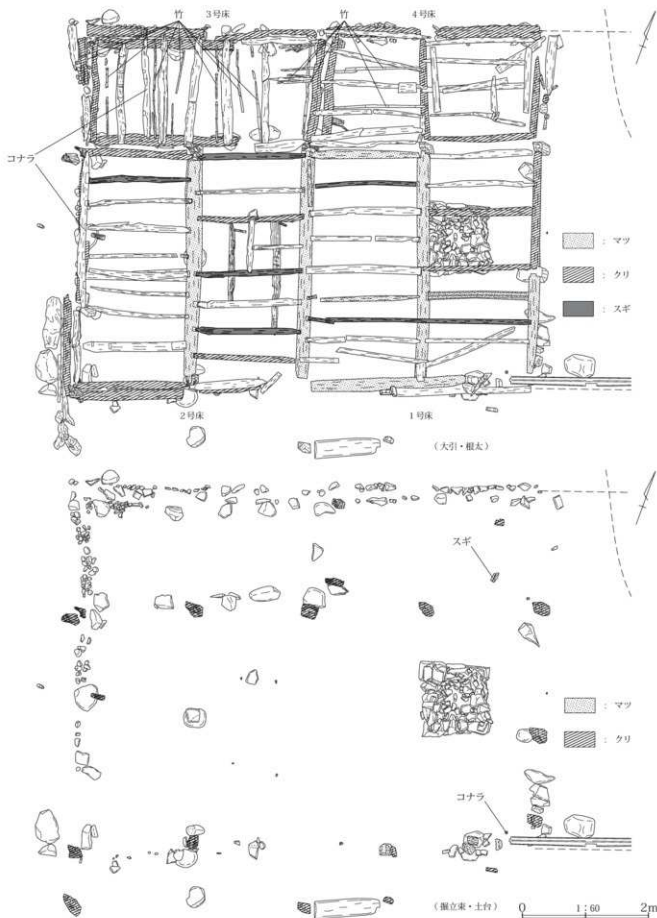 竹 3号床 竹 4号床
コナラ
: マツ
: クリ
: スギ
2号床 1号床
(大引・根太)
スギ
: マツ
: クリ
コナラ
(掘立束・土台) 0 1:60 2m